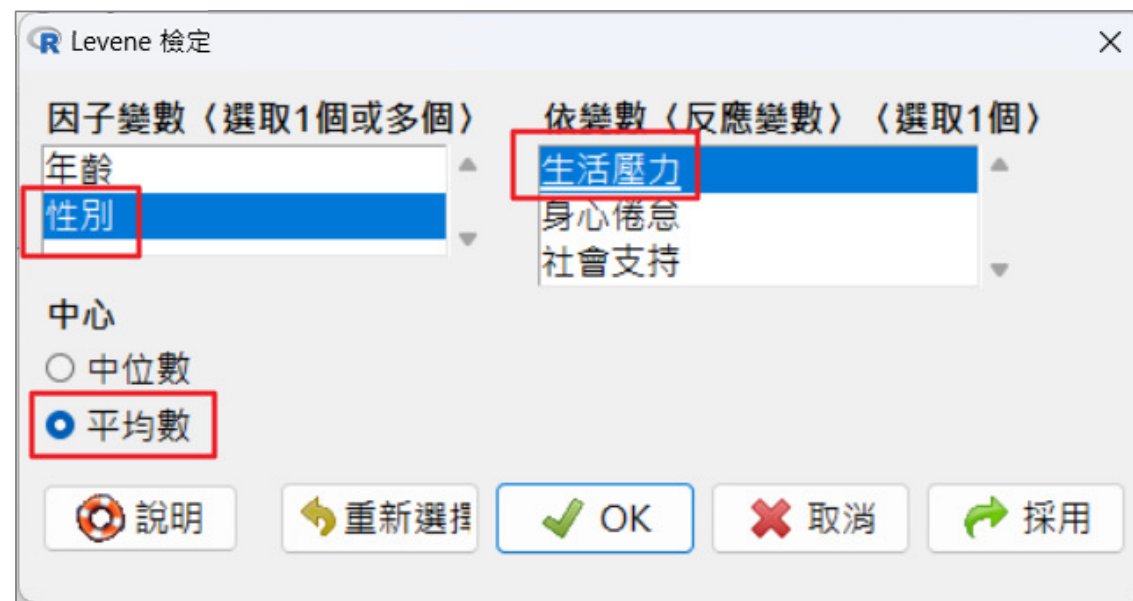 Levene 檢定
因子變數〈選取1個或多個〉
年齡
性別
依變數〈反應變數〉〈選取1個〉
生活壓力
身心倦怠
社會支持
中心
中位數
平均數
說明 重新選擇 OK 取消 採用